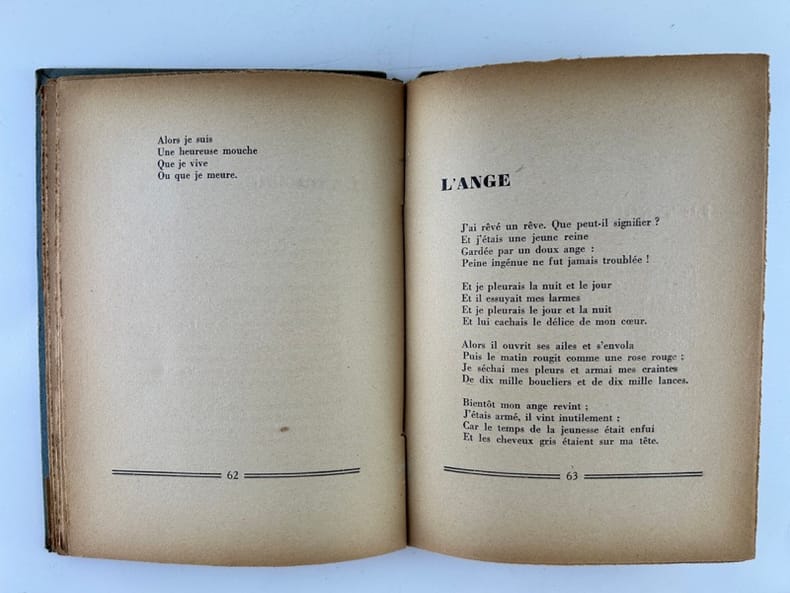 Alors je suis
Une heureuse mouche
Que je vive
Ou que je meure.
62
L'ANGE
J'ai rêvé un rêve. Que peut-il signifier ?
Et j'étais une jeune reine
Gardée par un doux ange :
Peine ingénue ne fut jamais troublée !
Et je pleurais la nuit et le jour
Et il essuyait mes larmes
Et je pleurais le jour et la nuit
Et lui cachais le délice de mon cœur.
Alors il ouvrit ses ailes et s'envola
Puis le matin rougit comme une rose rouge ;
Je séchai mes pleurs et armai mes craintes
De dix mille boucliers et de dix mille lances.
Bientôt mon ange revint ;
J'étais armé, il vint inutilement ;
Car le temps de la jeunesse était enfui
Et les cheveux gris étaient sur ma tête.
63